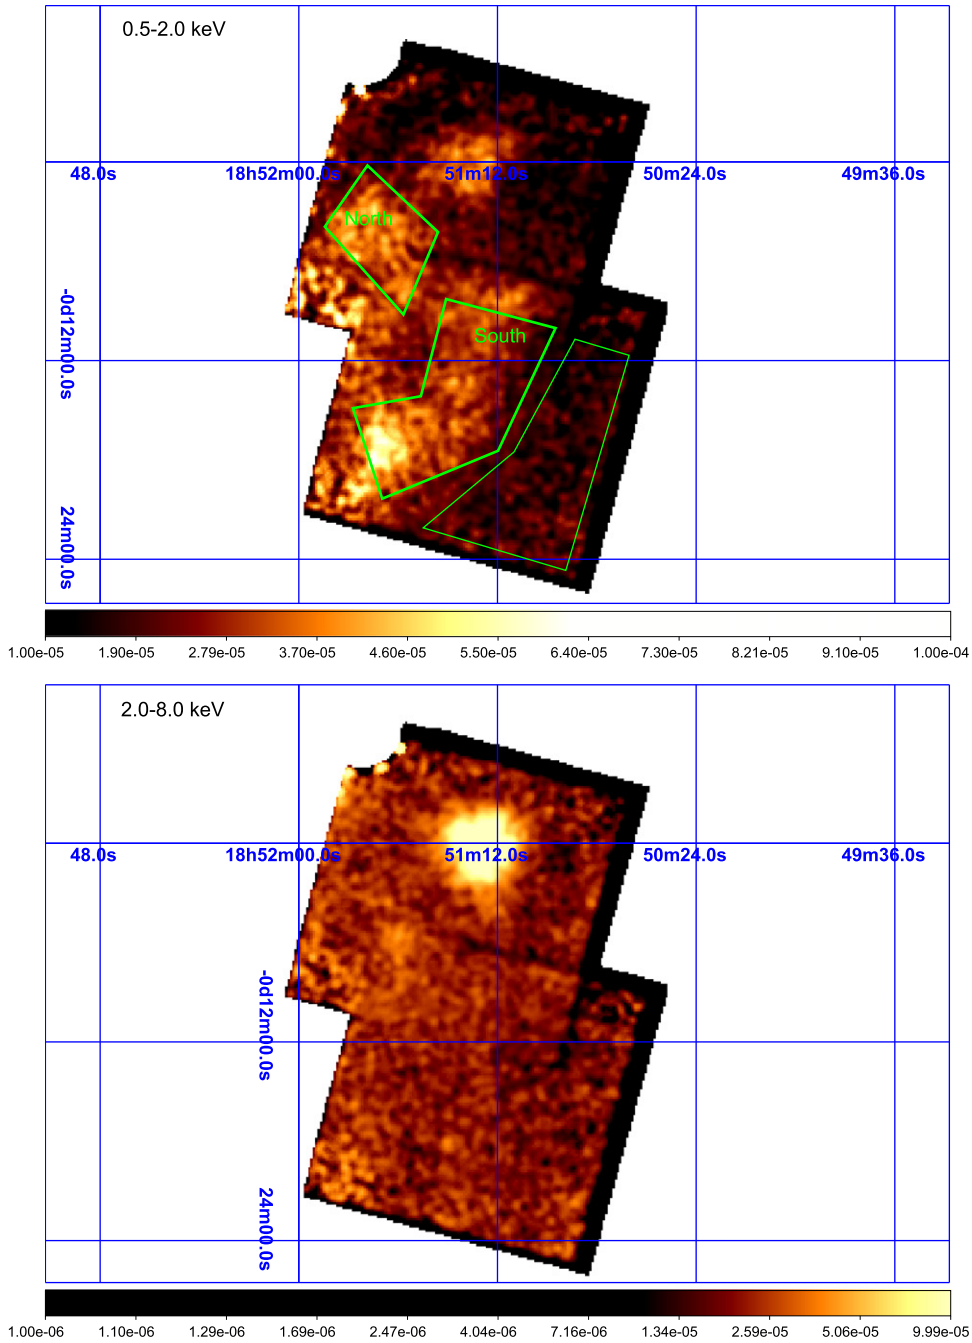 0.5-2.0 keV
48.0s 18h52m00.0s 51m12.0s 50m24.0s 49m36.0s
North
-0d12m00.0s
South
24m00.0s
1.00e-05 1.90e-05 2.79e-05 3.70e-05 4.60e-05 5.50e-05 6.40e-05 7.30e-05 8.21e-05 9.10e-05 1.00e-04
2.0-8.0 keV
48.0s 18h52m00.0s 51m12.0s 50m24.0s 49m36.0s
-0d12m00.0s
24m00.0s
1.00e-06 1.10e-06 1.29e-06 1.69e-06 2.47e-06 4.04e-06 7.16e-06 1.34e-05 2.59e-05 5.06e-05 9.99e-05